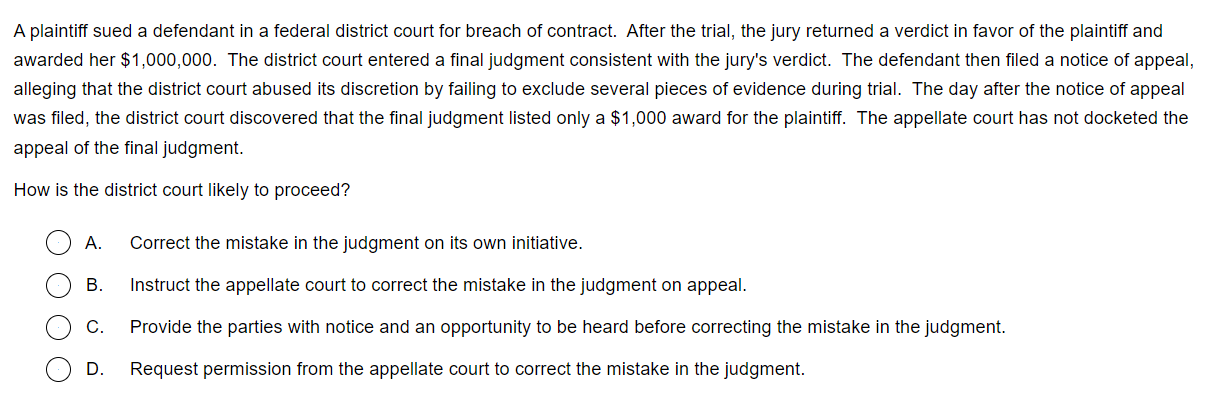 A plaintiff sued a defendant in a federal district court for breach of contract.  After the trial, the jury returned a verdict in favor of the plaintiff and
awarded her $1,000,000.  The district court entered a final judgment consistent with the jury's verdict.  The defendant then filed a notice of appeal,
alleging that the district court abused its discretion by failing to exclude several pieces of evidence during trial.  The day after the notice of appeal
was filed, the district court discovered that the final judgment listed only a $1,000 award for the plaintiff.  The appellate court has not docketed the
appeal of the final judgment.
How is the district court likely to proceed?
A. Correct the mistake in the judgment on its own initiative.
B. Instruct the appellate court to correct the mistake in the judgment on appeal.
C. Provide the parties with notice and an opportunity to be heard before correcting the mistake in the judgment.
D. Request permission from the appellate court to correct the mistake in the judgment.